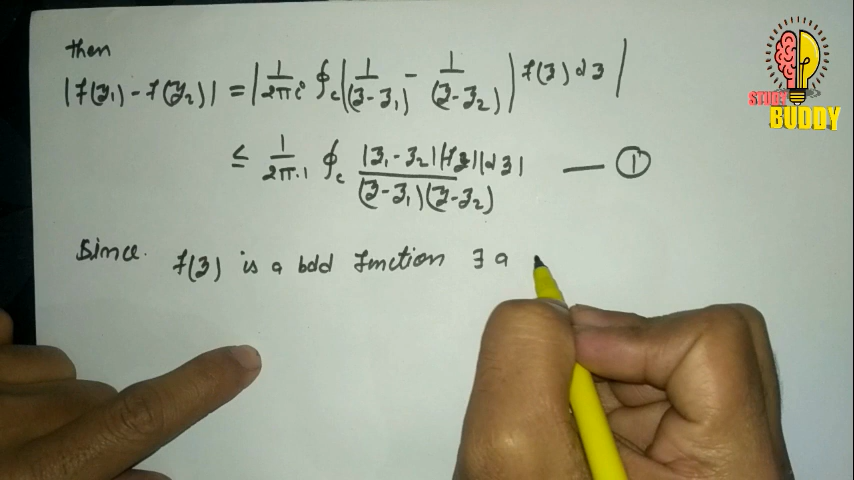 then
|f(z₁) - f(z₂)| = | 1/2πi ∮c | 1/(z-z₁) - 1/(z-z₂) | f(z) dz |
≤ 1/2π.1 ∮c |z₁-z₂||fz||dz| / (z-z₁)(z-z₂) — ①
Since. f(z) is a bdd function ∃ a
STUDY
BUDDY